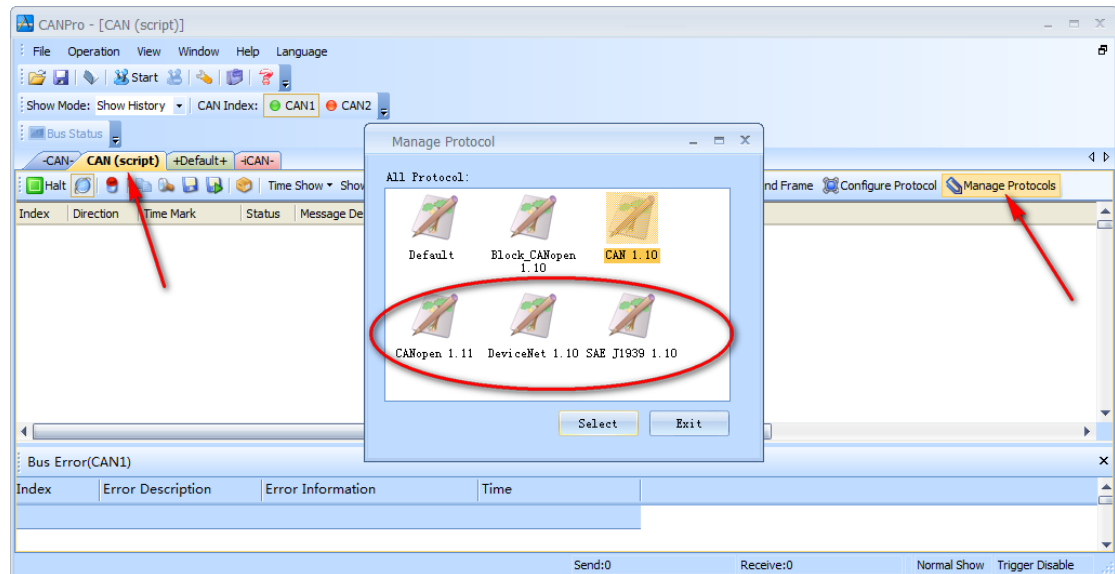 CANPro - [CAN (script)]
File Operation View Window Help Language
Start
Show Mode: Show History CAN Index: CAN1 CAN2
Bus Status
-CAN- CAN (script) +Default+ -iCAN-
Halt Time Show Show nd Frame Configure Protocol Manage Protocols
Index Direction Time Mark Status Message De
Manage Protocol
All Protocol:
Default Block_CANopen 1.10 CAN 1.10
CANopen 1.11 DeviceNet 1.10 SAE J1939 1.10
Select Exit
Bus Error(CAN1)
Index Error Description Error Information Time
Send:0 Receive:0 Normal Show Trigger Disable